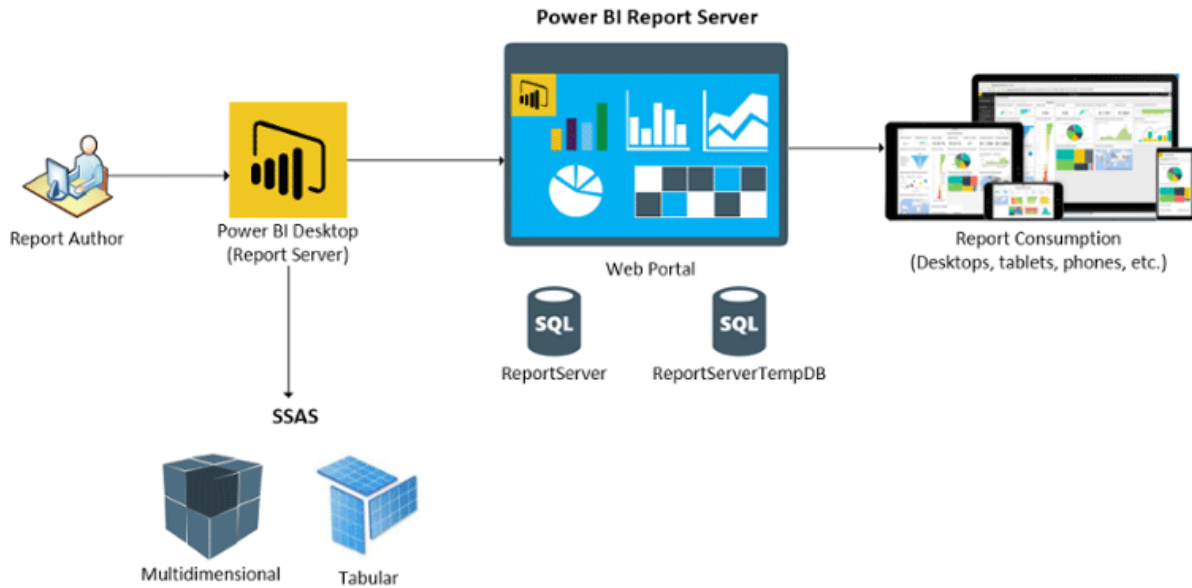 Power BI Report Server
Report Author
Power BI Desktop
(Report Server)
Web Portal
Report Consumption
(Desktops, tablets, phones, etc.)
SQL
SQL
ReportServer
ReportServerTempDB
SSAS
Multidimensional
Tabular